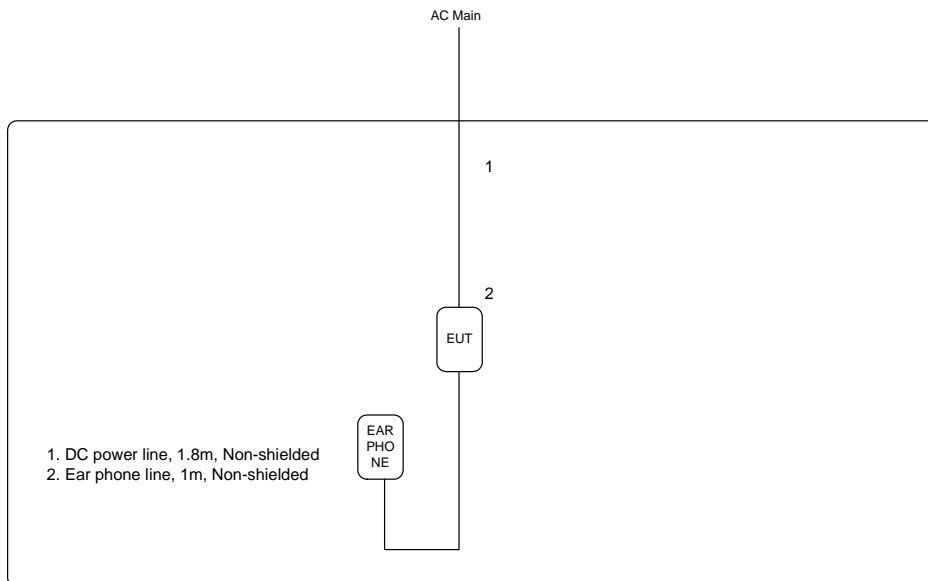 AC Main
1
2
EUT
EAR
PHO
NE
1. DC power line, 1.8m, Non-shielded
2. Ear phone line, 1m, Non-shielded